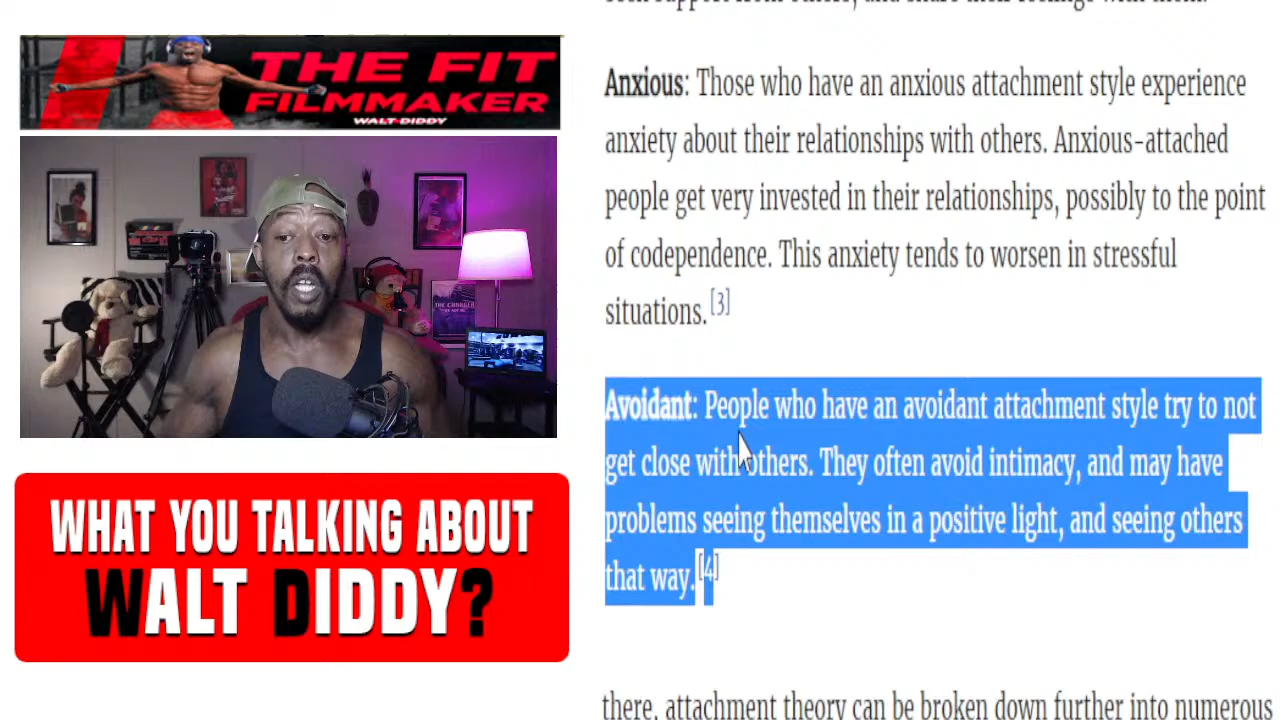 THE FIT
FILMMAKER
WALT DIDDY
WHAT YOU TALKING ABOUT
WALT DIDDY?
Anxious: Those who have an anxious attachment style experience
anxiety about their relationships with others. Anxious-attached
people get very invested in their relationships, possibly to the point
of codependence. This anxiety tends to worsen in stressful
situations.[3]
Avoidant: People who have an avoidant attachment style try to not
get close with others. They often avoid intimacy, and may have
problems seeing themselves in a positive light, and seeing others
that way.[4]
there, attachment theory can be broken down further into numerous